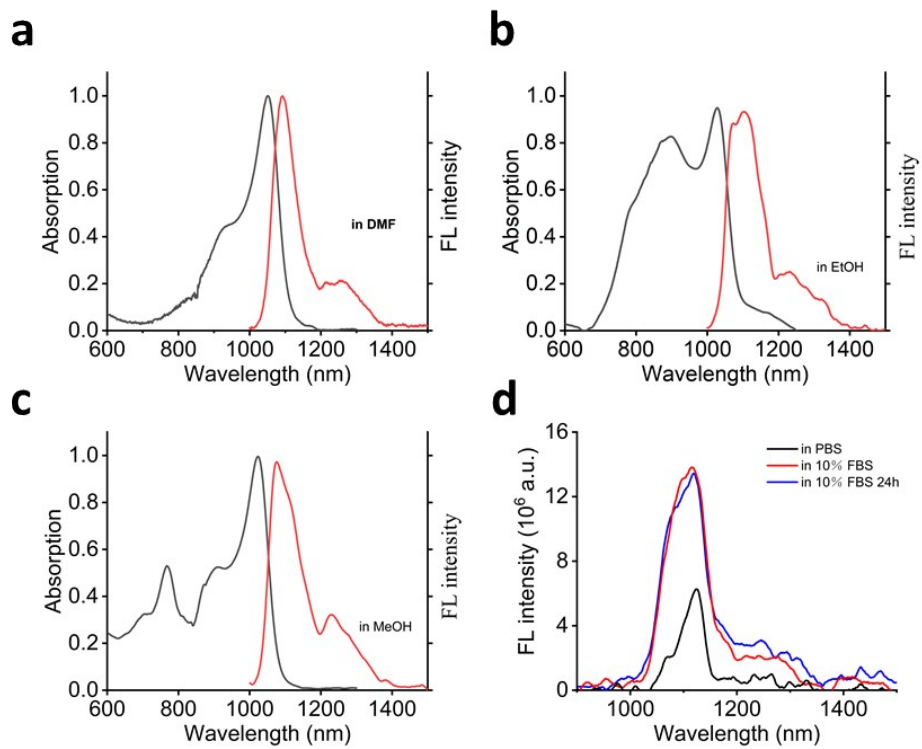 a
b
1.0
0.8
0.6
0.4
0.2
0.0
Absorption
FL intensity
in DMF
600 800 1000 1200 1400
Wavelength (nm)
1.0
0.8
0.6
0.4
0.2
0.0
Absorption
FL intensity
in EtOH
600 800 1000 1200 1400
Wavelength (nm)
c
d
1.0
0.8
0.6
0.4
0.2
0.0
Absorption
FL intensity
in MeOH
600 800 1000 1200 1400
Wavelength (nm)
16
12
8
4
0
FL intensity (10⁶ a.u.)
in PBS
in 10% FBS
in 10% FBS 24h
1000 1200 1400
Wavelength (nm)